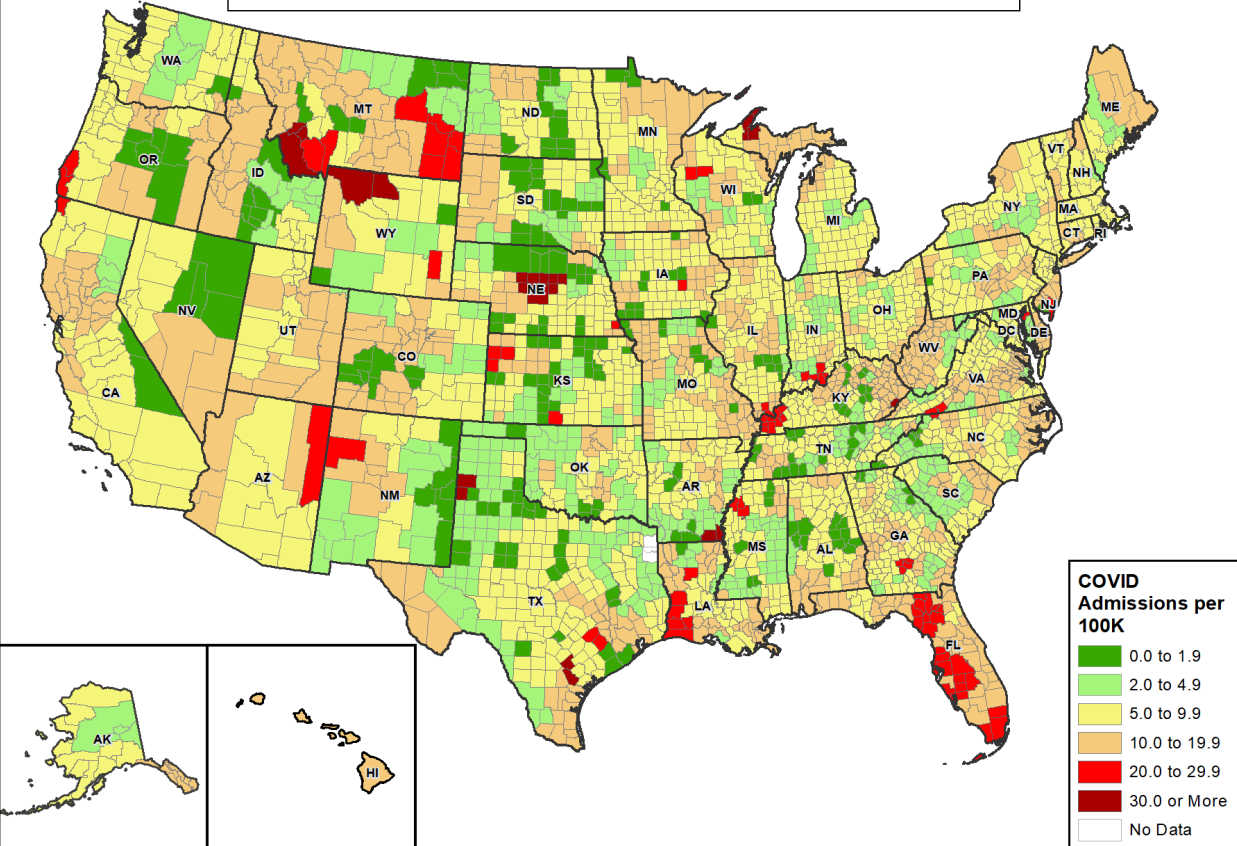 WA
MT
ND
MN
ME
OR
ID
SD
WI
VT
NH
NY
MA
CT
RI
MI
WY
IA
NE
PA
NJ
NV
UT
CO
IL
IN
OH
MD
DC
DE
WV
CA
KS
MO
KY
VA
AZ
NM
OK
AR
TN
NC
SC
TX
LA
MS
AL
GA
FL
AK
HI
COVID
Admissions per
100K
0.0 to 1.9
2.0 to 4.9
5.0 to 9.9
10.0 to 19.9
20.0 to 29.9
30.0 or More
No Data